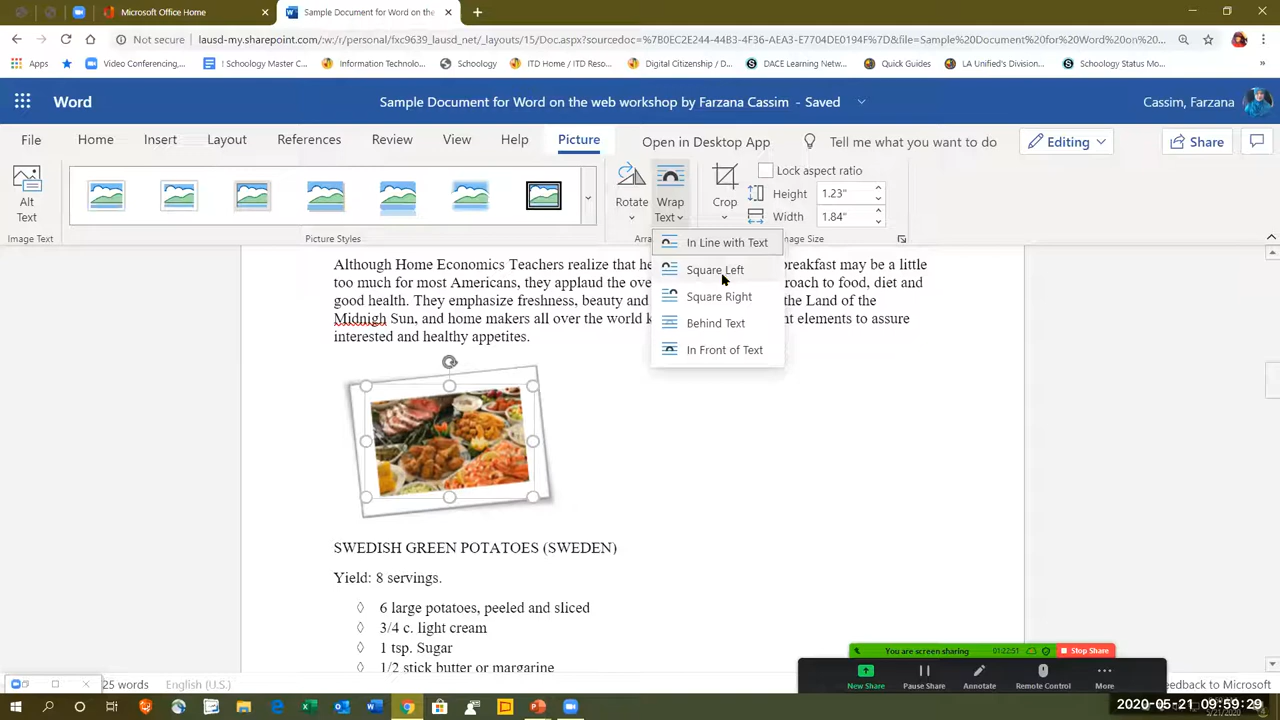 Microsoft Office Home
Sample Document for Word on the
Not secure
lausd-my.sharepoint.com/:w:/r/personal/fxc9639_lausd_net/_layouts/15/Doc.aspx?sourcedoc=%7B0EC2E244-44B3-4F36-AEA3-E7704DE0194F%7D&file=Sample%20Document%20for%20Word%20on%20...
Apps
Video Conferencing,...
! Schoology Master C...
Information Technolo...
Schoology
ITD Home / ITD Reso...
Digital Citizenship / D...
DACE Learning Netw...
Quick Guides
LA Unified's Division...
Schoology Status Mo...
Word
Sample Document for Word on the web workshop by Farzana Cassim - Saved
Cassim, Farzana
File
Home
Insert
Layout
References
Review
View
Help
Picture
Open in Desktop App
Tell me what you want to do
Editing
Share
Alt Text
Rotate
Wrap Text
Crop
Lock aspect ratio
Height 1.23"
Width 1.84"
Image Text
Picture Styles
Arra
nage Size
In Line with Text
Square Left
Square Right
Behind Text
In Front of Text
Although Home Economics Teachers realize that he
reakfast may be a little
too much for most Americans, they applaud the ove
roach to food, diet and
good health. They emphasize freshness, beauty and
the Land of the
Midnigh Sun, and home makers all over the world k
nt elements to assure
interested and healthy appetites.
SWEDISH GREEN POTATOES (SWEDEN)
Yield: 8 servings.
◊ 6 large potatoes, peeled and sliced
◊ 3/4 c. light cream
◊ 1 tsp. Sugar
◊ 1/2 stick butter or margarine
You are screen sharing
01:22:51
Stop Share
New Share
Pause Share
Annotate
Remote Control
More
25 words
English (U.S.)
eedback to Microsoft
2020-05-21 09:59:29